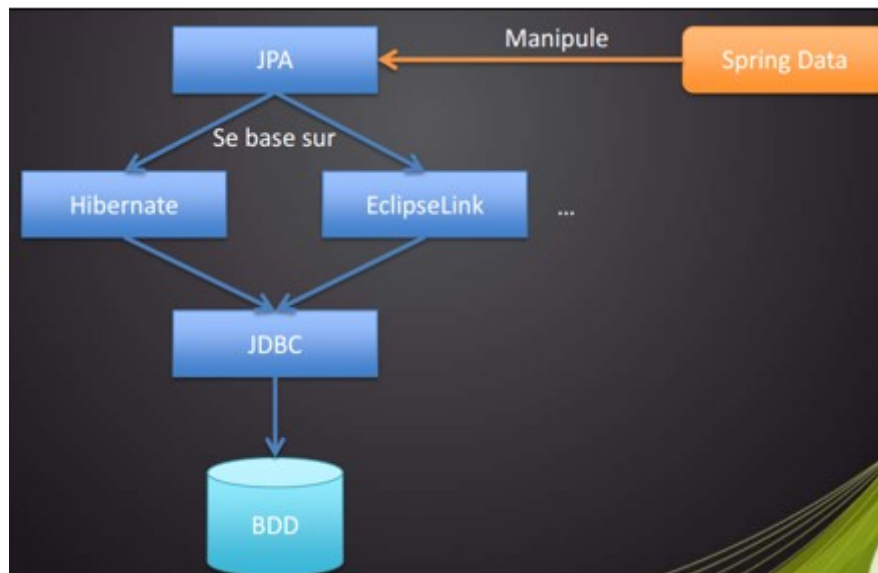 Manipule
JPA
Spring Data
Se base sur
Hibernate
EclipseLink
...
JDBC
BDD